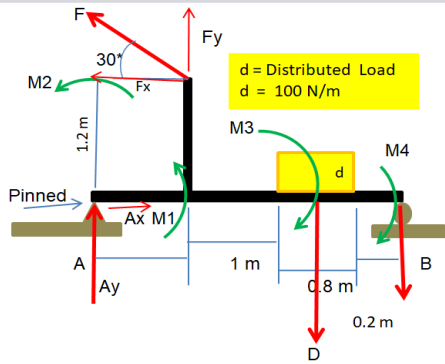 F
Fy
30*
d = Distributed Load
d = 100 N/m
M2
Fx
M3
1.2 m
M4
d
Pinned
Ax M1
A
1 m
B
Ay
0.8 m
0.2 m
D